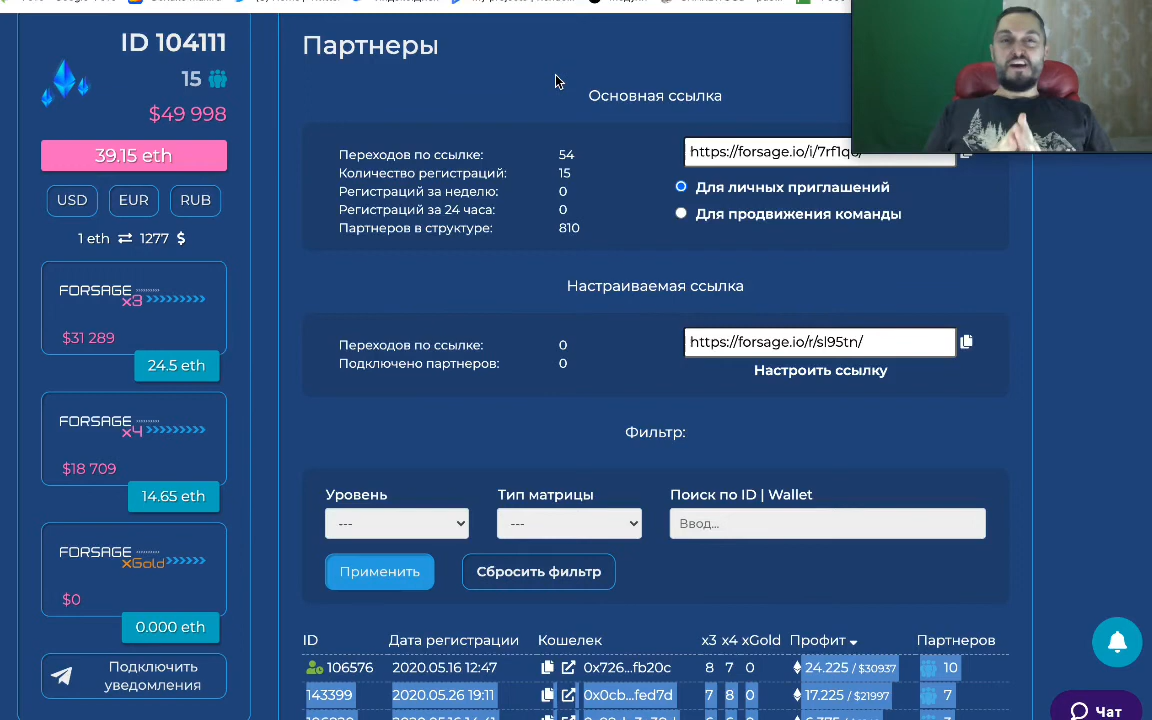 ID 104111
15
$49 998
39.15 eth
USD EUR RUB
1 eth ⇄ 1277 $
FORSAGE
x3
$31 289
24.5 eth
FORSAGE
x4
$18 709
14.65 eth
FORSAGE
xGold
$0
0.000 eth
Подключить
уведомления
Партнеры
Основная ссылка
Переходов по ссылке: 54
Количество регистраций: 15
Регистраций за неделю: 0
Регистраций за 24 часа: 0
Партнеров в структуре: 810
https://forsage.io/i/7rf1q
Для личных приглашений
Для продвижения команды
Настраиваемая ссылка
Переходов по ссылке: 0
Подключено партнеров: 0
https://forsage.io/r/sl95tn/
Настроить ссылку
Фильтр:
Уровень Тип матрицы Поиск по ID | Wallet
--- --- Ввод...
Применить Сбросить фильтр
ID Дата регистрации Кошелек x3 x4 xGold Профит Партнеров
106576 2020.05.16 12:47 0x726...fb20c 8 7 0 24.225 / $30937 10
143399 2020.05.26 19:11 0x0cb...fed7d 7 8 0 17.225 / $21997 7
Чат